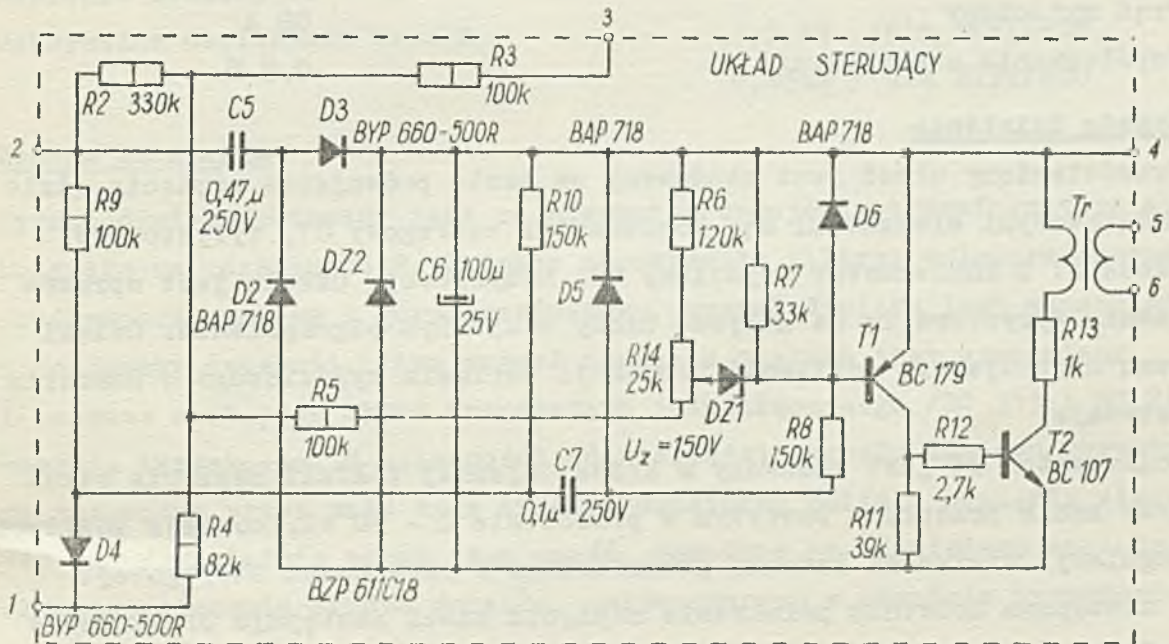 3
UKŁAD STERUJĄCY
R2 330k
R3
100k
C5
D3
BYP 660-500R
BAP 718
BAP 718
2
4
0,47µ
250V
R9
100k
R10
150k
R6
120k
D6
Tr
5
DZ2
C6 100µ
25V
D2
BAP 718
D5
R7
33k
6
R14
25k
T1
BC 179
R13
1k
R5
100k
DZ1
Uz = 150V
R8
150k
R12
2,7k
T2
BC 107
C7
0,1µ 250V
R4
82k
D4
R11
39k
BZP 611C18
1
BYP 660-500R